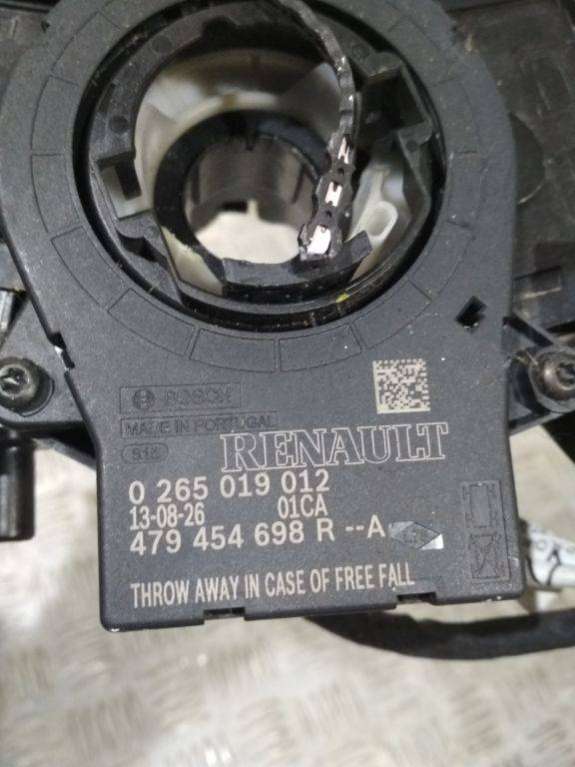 BOSCH
MADE IN PORTUGAL
RENAULT
0 265 019 012
13-08-26 01CA
479 454 698 R --A
THROW AWAY IN CASE OF FREE FALL